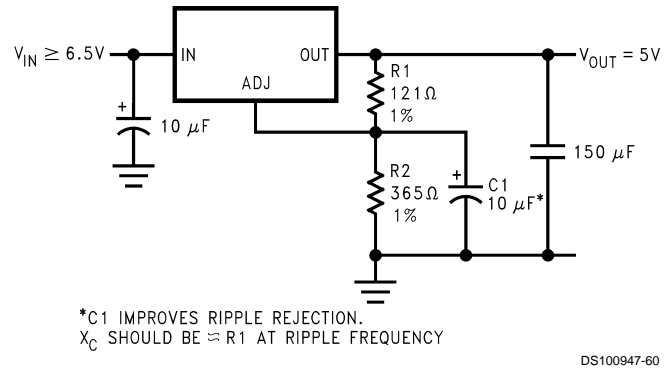 V_IN ≥ 6.5V
IN
OUT
ADJ
V_OUT = 5V
+
10 μF
R1
121Ω
1%
R2
365Ω
1%
+
C1
10 μF*
150 μF
*C1 IMPROVES RIPPLE REJECTION.
X_C SHOULD BE ≈ R1 AT RIPPLE FREQUENCY
DS100947-60